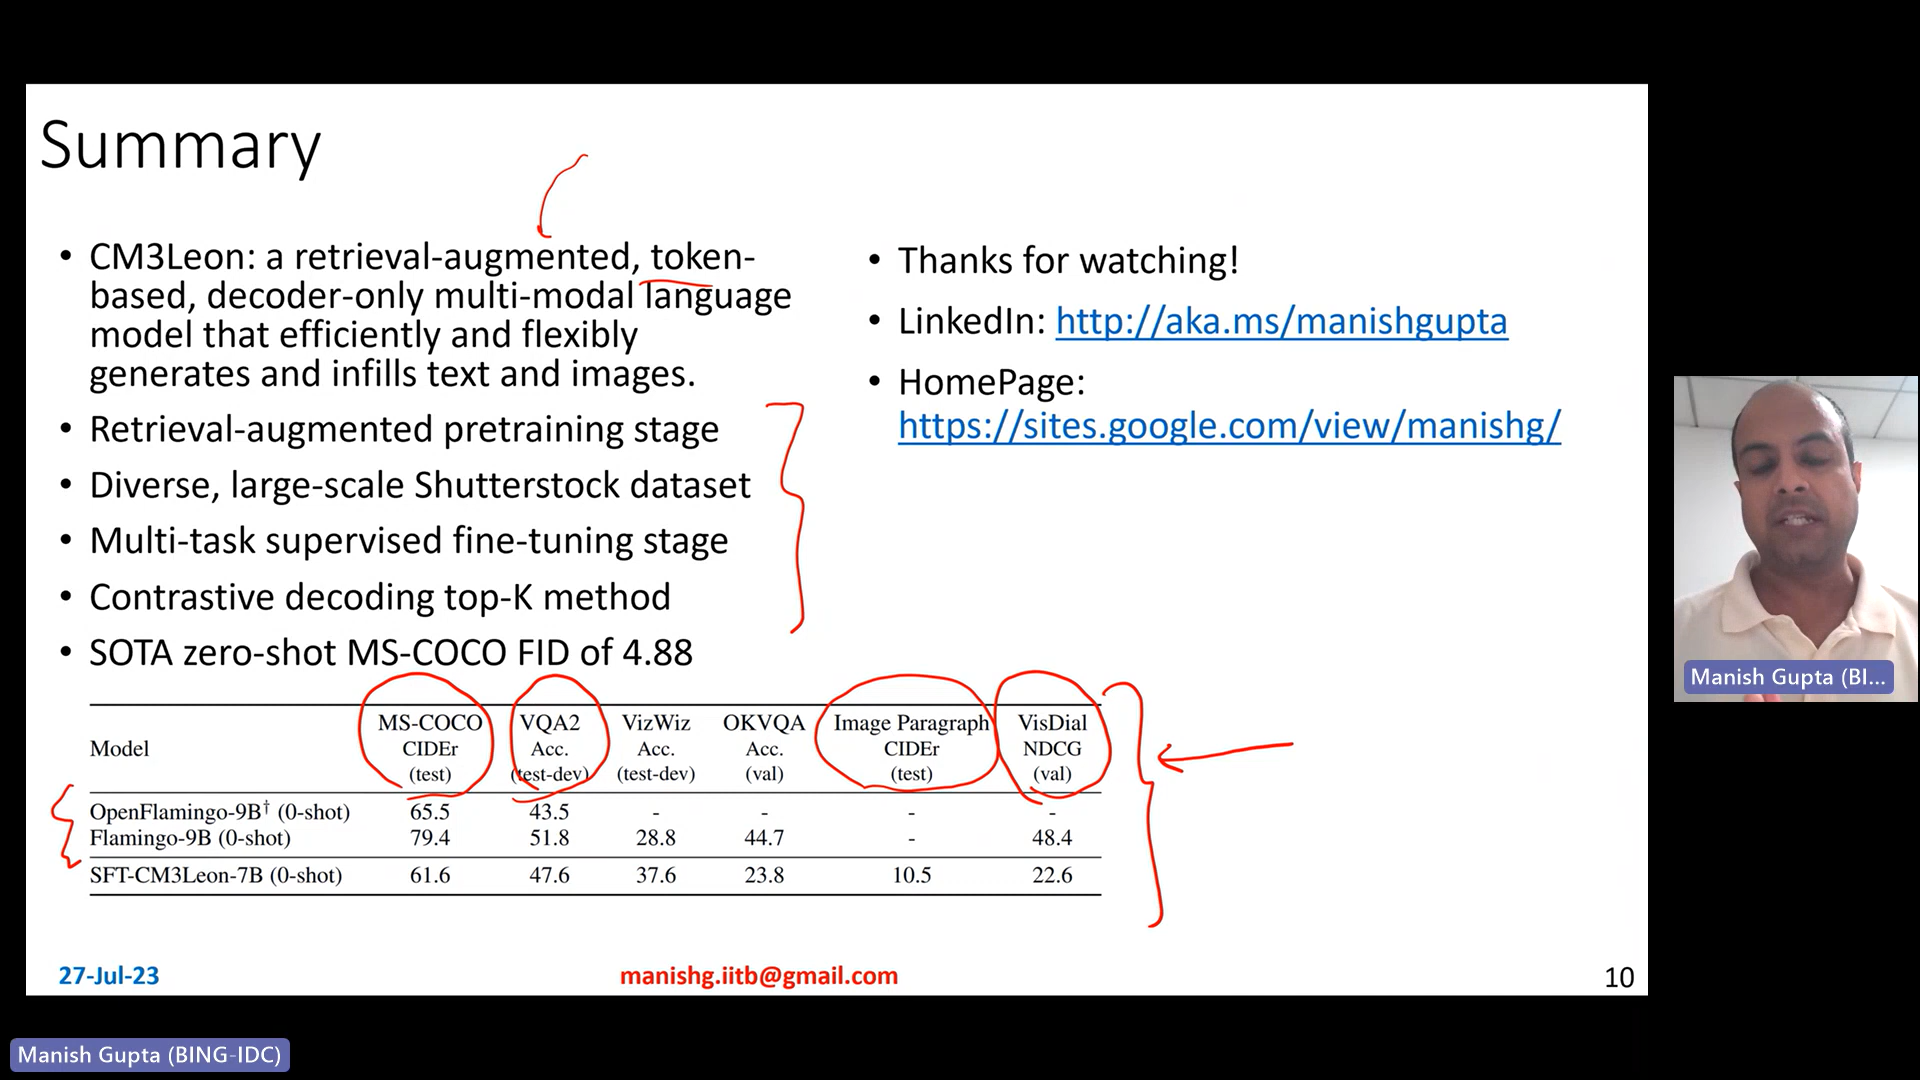 Summary
• CM3Leon: a retrieval-augmented, token-
based, decoder-only multi-modal language
model that efficiently and flexibly
generates and infills text and images.
• Retrieval-augmented pretraining stage
• Diverse, large-scale Shutterstock dataset
• Multi-task supervised fine-tuning stage
• Contrastive decoding top-K method
• SOTA zero-shot MS-COCO FID of 4.88
• Thanks for watching!
• LinkedIn: http://aka.ms/manishgupta
• HomePage:
https://sites.google.com/view/manishg/
Model MS-COCO CIDEr (test) VQA2 Acc. (test-dev) VizWiz Acc. (test-dev) OKVQA Acc. (val) Image Paragraph CIDEr (test) VisDial NDCG (val)
OpenFlamingo-9B† (0-shot) 65.5 43.5 - - - -
Flamingo-9B (0-shot) 79.4 51.8 28.8 44.7 - 48.4
SFT-CM3Leon-7B (0-shot) 61.6 47.6 37.6 23.8 10.5 22.6
27-Jul-23 manishg.iitb@gmail.com 10
Manish Gupta (BI...
Manish Gupta (BING-IDC)